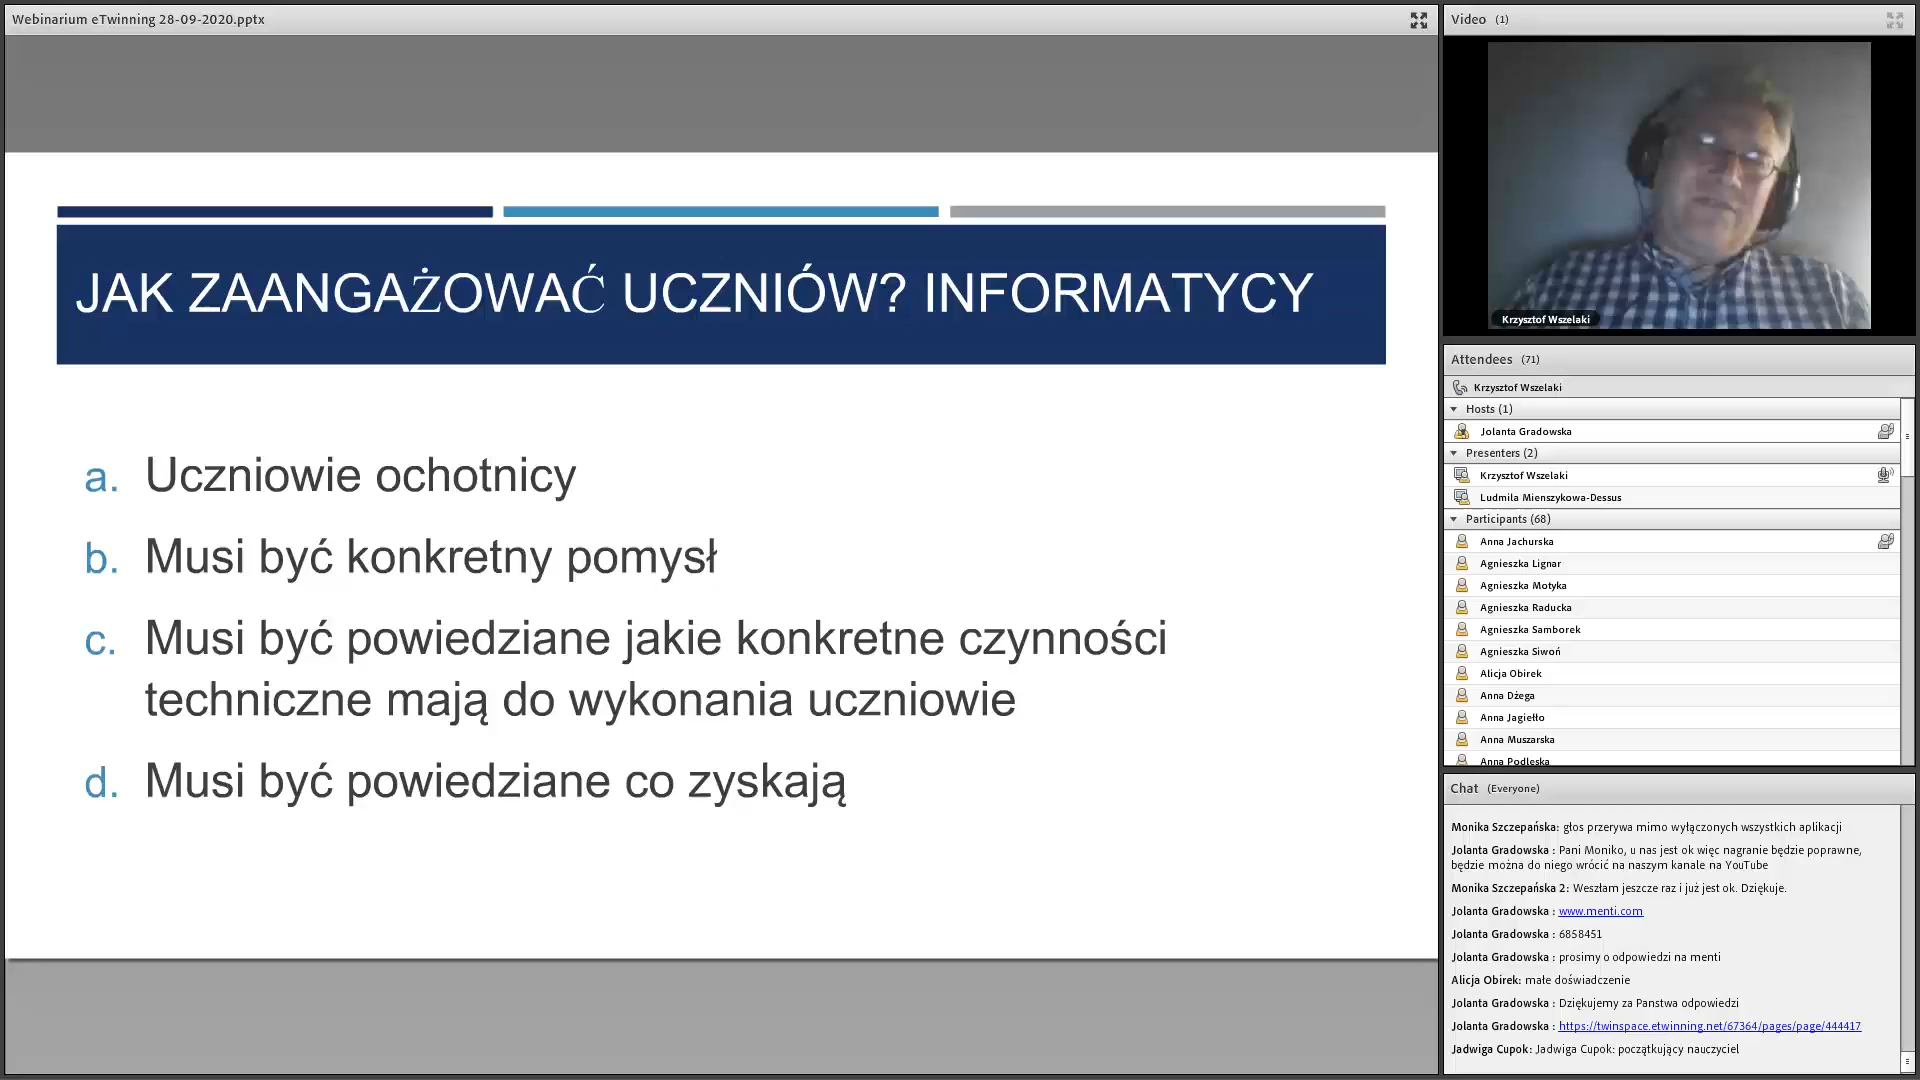 Webinarium eTwinning 28-09-2020.pptx
JAK ZAANGAŻOWAĆ UCZNIÓW? INFORMATYCY
a. Uczniowie ochotnicy
b. Musi być konkretny pomysł
c. Musi być powiedziane jakie konkretne czynności
techniczne mają do wykonania uczniowie
d. Musi być powiedziane co zyskają
Video (1)
Krzysztof Wszelaki
Attendees (71)
Krzysztof Wszelaki
Hosts (1)
Jolanta Gradowska
Presenters (2)
Krzysztof Wszelaki
Ludmila Mienszykowa-Dessus
Participants (68)
Anna Jachurska
Agnieszka Lignar
Agnieszka Motyka
Agnieszka Raducka
Agnieszka Samborek
Agnieszka Siwoń
Alicja Obirek
Anna Dżega
Anna Jagiełło
Anna Muszarska
Anna Podleska
Chat (Everyone)
Monika Szczepańska: głos przerywa mimo wyłączonych wszystkich aplikacji
Jolanta Gradowska : Pani Moniko, u nas jest ok więc nagranie będzie poprawne,
będzie można do niego wrócić na naszym kanale na YouTube
Monika Szczepańska 2: Weszłam jeszcze raz i już jest ok. Dziękuje.
Jolanta Gradowska : www.menti.com
Jolanta Gradowska : 6858451
Jolanta Gradowska : prosimy o odpowiedzi na menti
Alicja Obirek: małe doświadczenie
Jolanta Gradowska : Dziękujemy za Panstwa odpowiedzi
Jolanta Gradowska : https://twinspace.etwinning.net/67364/pages/page/444417
Jadwiga Cupok: Jadwiga Cupok: początkujący nauczyciel